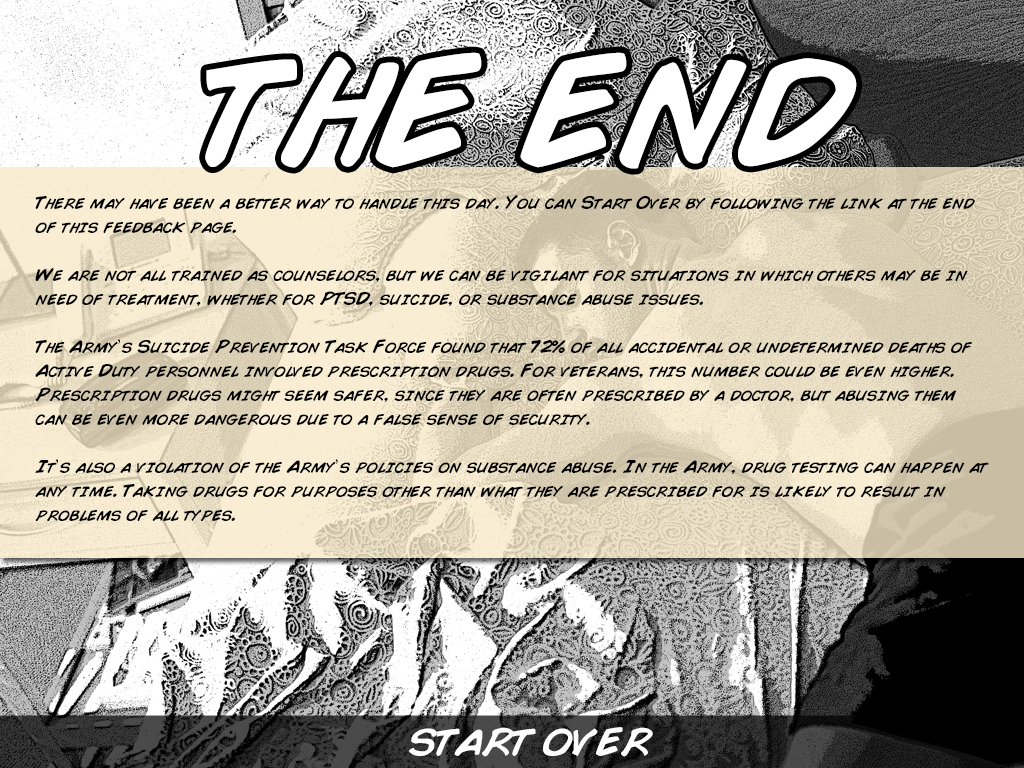 THE END
There may have been a better way to handle this day. You can Start Over by following the link at the end
of this feedback page.
We are not all trained as counselors, but we can be vigilant for situations in which others may be in
need of treatment, whether for PTSD, suicide, or substance abuse issues.
The Army's Suicide Prevention Task Force found that 72% of all accidental or undetermined deaths of
Active Duty personnel involved prescription drugs. For veterans, this number could be even higher.
Prescription drugs might seem safer, since they are often prescribed by a doctor, but abusing them
can be even more dangerous due to a false sense of security.
It's also a violation of the Army's policies on substance abuse. In the Army, drug testing can happen at
any time. Taking drugs for purposes other than what they are prescribed for is likely to result in
problems of all types.
START OVER